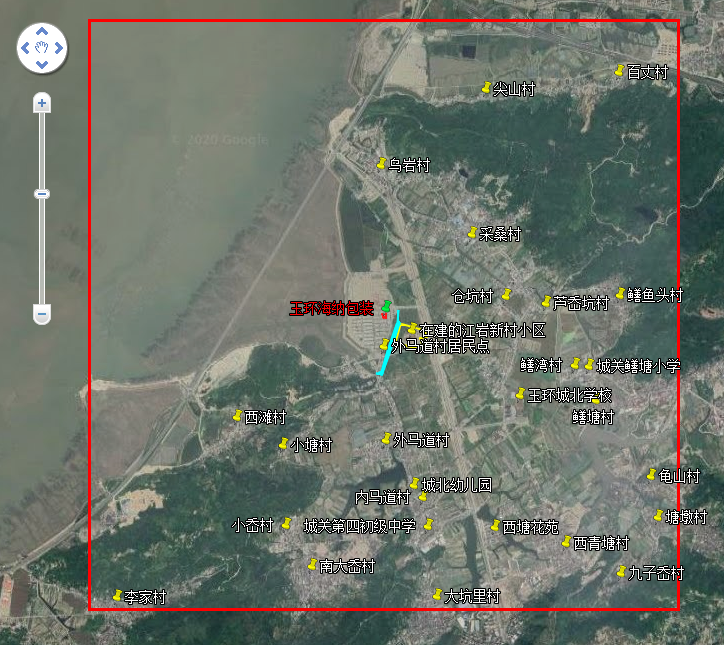 百丈村
尖山村
© 2020 Google
鸟岩村
采桑村
仓坑村
芦岙坑村
鳝鱼头村
玉环海纳包装
在建的江岩新村小区
外马道村居民点
鳝湾村
城关鳝塘小学
玉环城北学校
鳝塘村
西滩村
小塘村
外马道村
城北幼儿园
内马道村
龟山村
塘墩村
小岙村
城关第四初级中学
西塘花苑
西青塘村
南大岙村
九子岙村
李家村
大坑里村